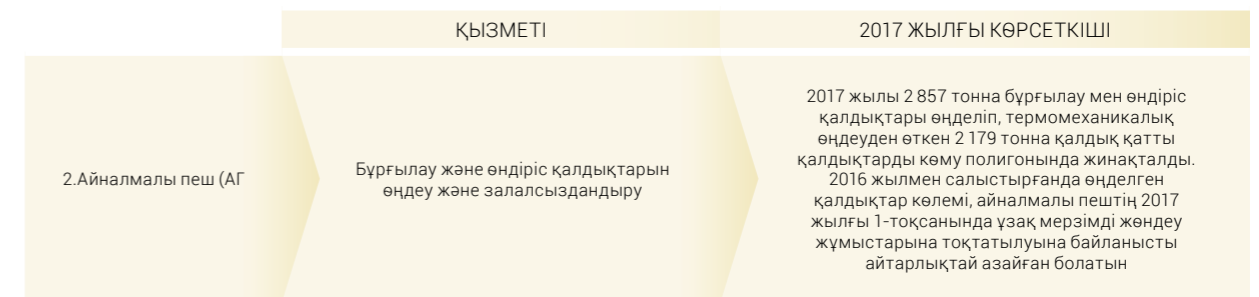 ҚЫЗМЕТІ
2017 ЖЫЛҒЫ КӨРСЕТКІШІ
2.Айналмалы пеш (АГ
Бұрғылау және өндіріс қалдықтарын
өңдеу және залалсыздандыру
2017 жылы 2 857 тонна бұрғылау мен өндіріс
қалдықтары өңделіп, термомеханикалық
өңдеуден өткен 2 179 тонна қалдық қатты
қалдықтарды көму полигонында жинақталды.
2016 жылмен салыстырғанда өңделген
қалдықтар көлемі, айналмалы пештің 2017
жылғы 1-тоқсанында ұзақ мерзімді жөндеу
жұмыстарына тоқтатылуына байланысты
айтарлықтай азайған болатын